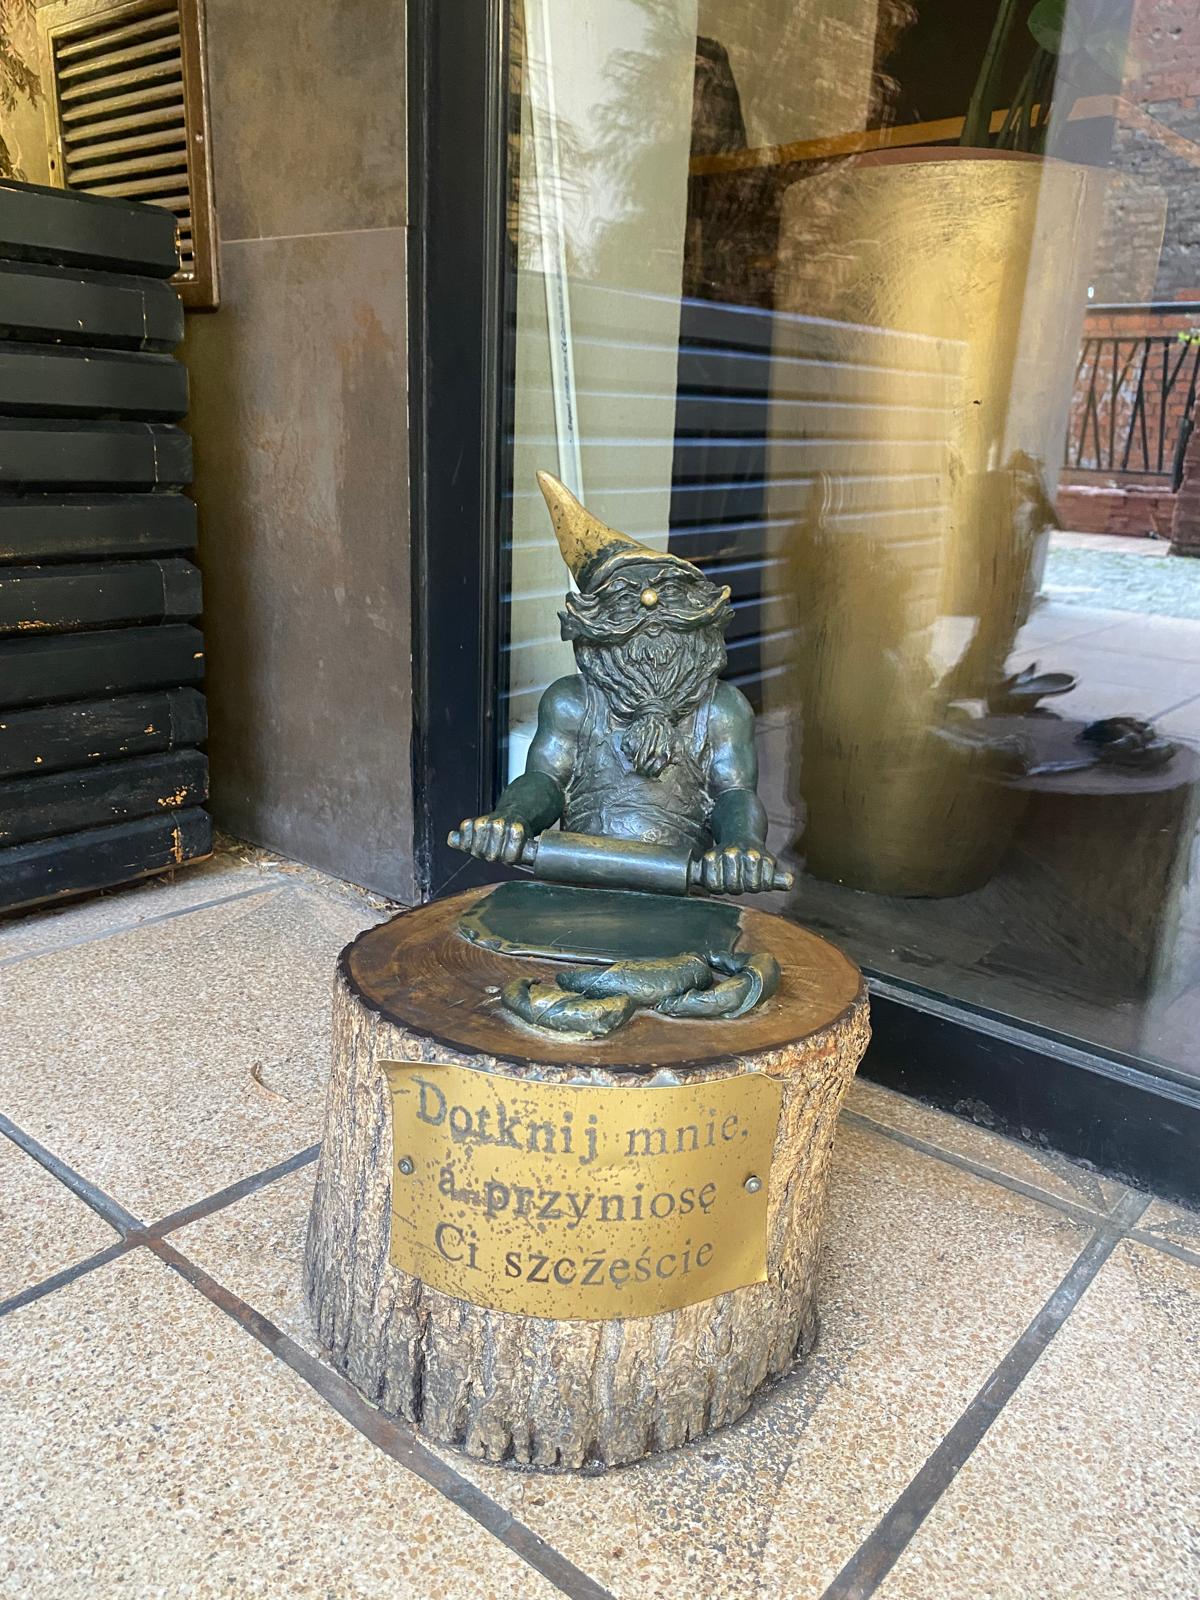 Dotknij mnie,
a przyniosę
Ci szczęście